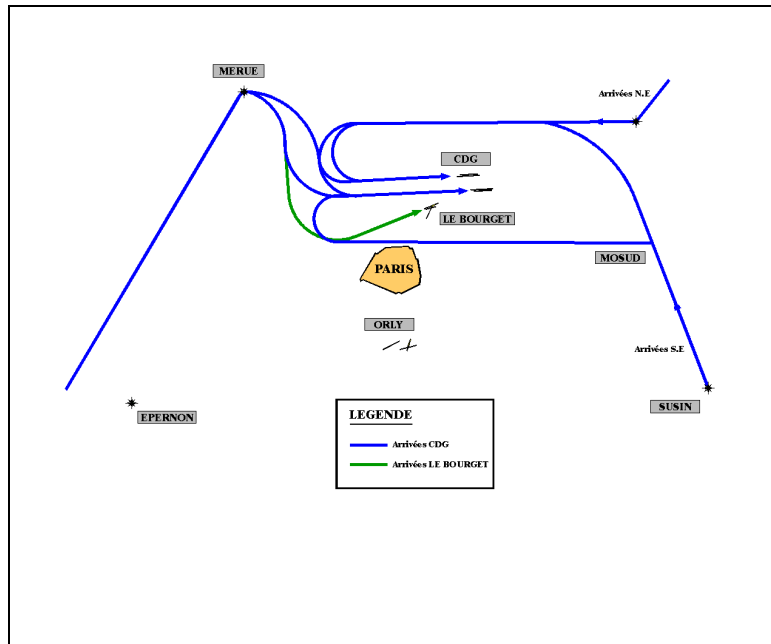 MERUE
Arrivées N.E
CDG
LE BOURGET
MOSUD
PARIS
ORLY
Arrivées S.E
EPERNON
SUSIN
LEGENDE
Arrivées CDG
Arrivées LE BOURGET